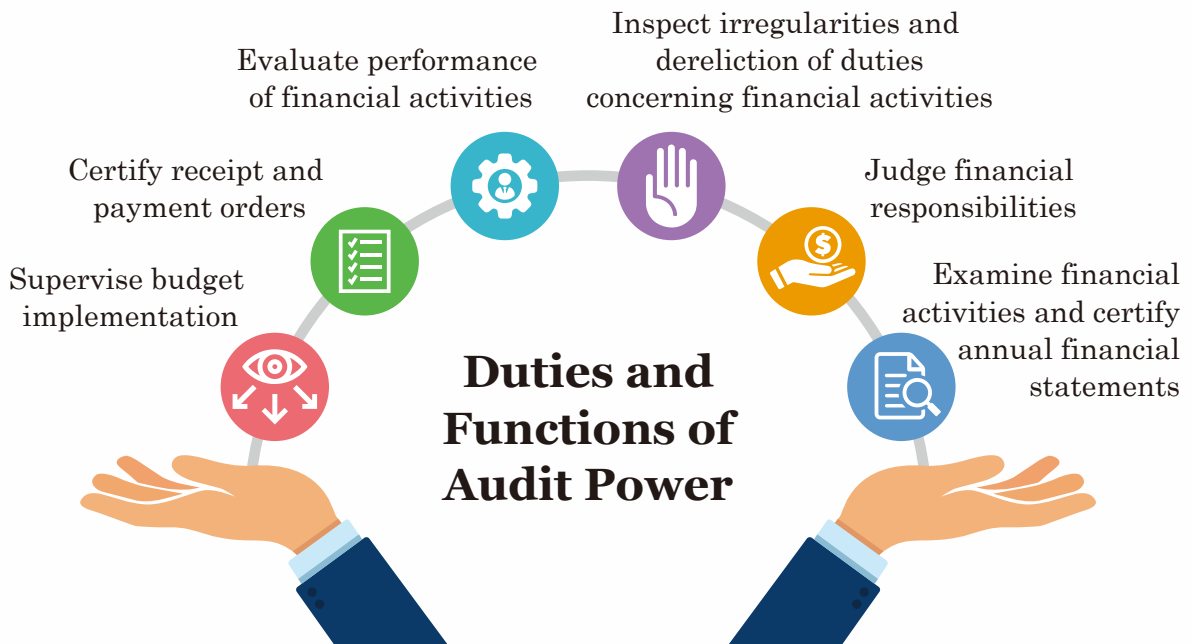 Supervise budget
implementation
Certify receipt and
payment orders
Evaluate performance
of financial activities
Inspect irregularities and
dereliction of duties
concerning financial activities
Judge financial
responsibilities
Examine financial
activities and certify
annual financial
statements
Duties and
Functions of
Audit Power